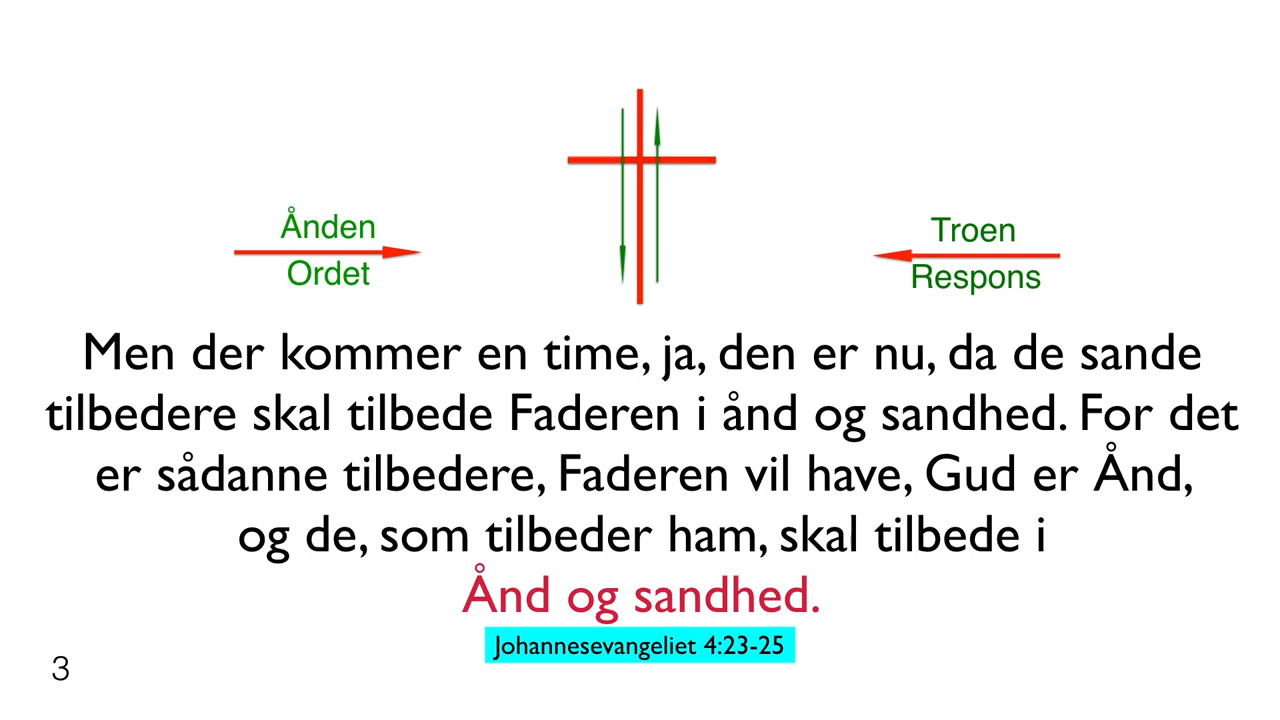 Ånden
Ordet
Troen
Respons
Men der kommer en time, ja, den er nu, da de sande
tilbedere skal tilbede Faderen i ånd og sandhed. For det
er sådanne tilbedere, Faderen vil have, Gud er Ånd,
og de, som tilbeder ham, skal tilbede i
Ånd og sandhed.
Johannesevangeliet 4:23-25
3